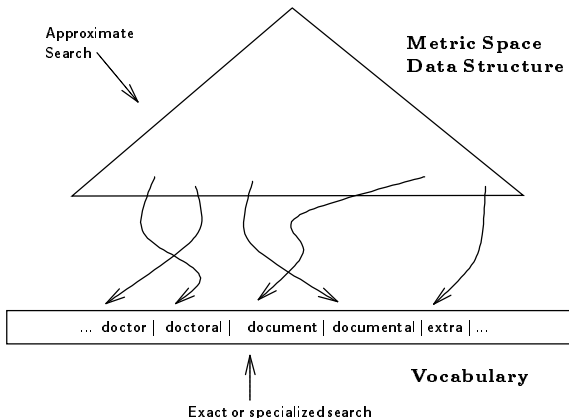 Approximate
Search
Metric Space
Data Structure
... doctor | doctoral | document | documental | extra | ...
Vocabulary
Exact or specialized search